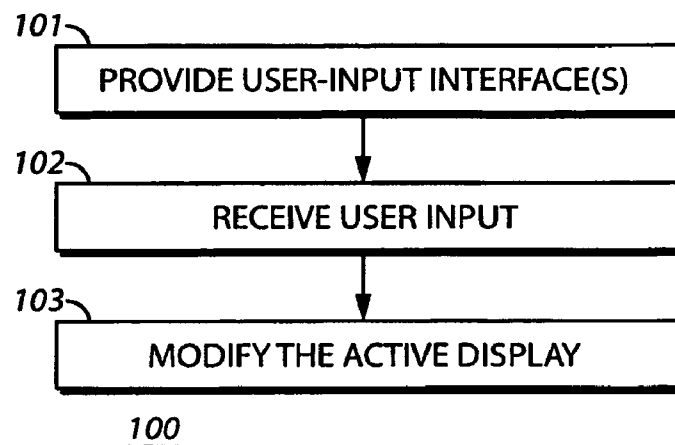 101
PROVIDE USER-INPUT INTERFACE(S)
102
RECEIVE USER INPUT
103
MODIFY THE ACTIVE DISPLAY
100